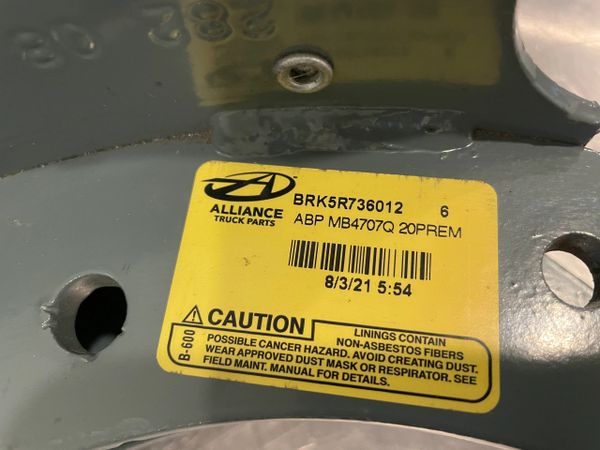 282 08
ALLIANCE
TRUCK PARTS
BRK5R736012 6
ABP MB4707Q 20PREM
8/3/21 5:54
CAUTION
LININGS CONTAIN
NON-ASBESTOS FIBERS
B-600
POSSIBLE CANCER HAZARD. AVOID CREATING DUST.
WEAR APPROVED DUST MASK OR RESPIRATOR. SEE
FIELD MAINT. MANUAL FOR DETAILS.